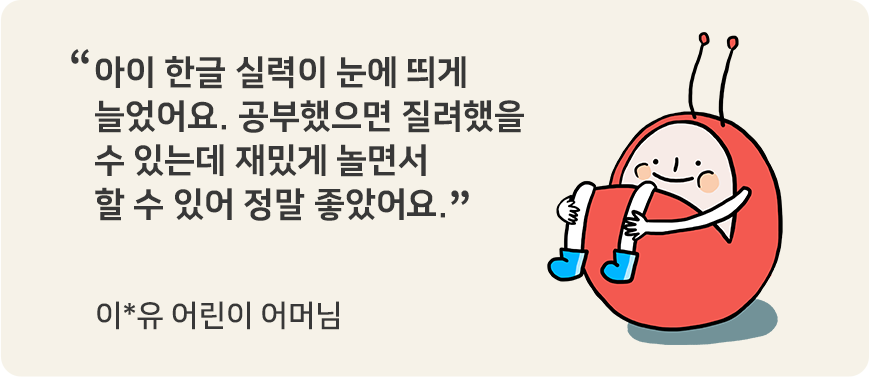 “아이 한글 실력이 눈에 띄게
늘었어요. 공부했으면 질려했을
수 있는데 재밌게 놀면서
할 수 있어 정말 좋았어요.”
이*유 어린이 어머님